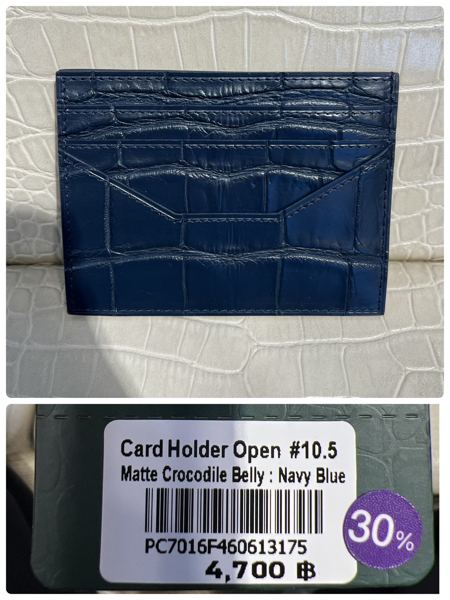 Card Holder Open #10.5
Matte Crocodile Belly : Navy Blue
PC7016F460613175
4,700 ฿
30%